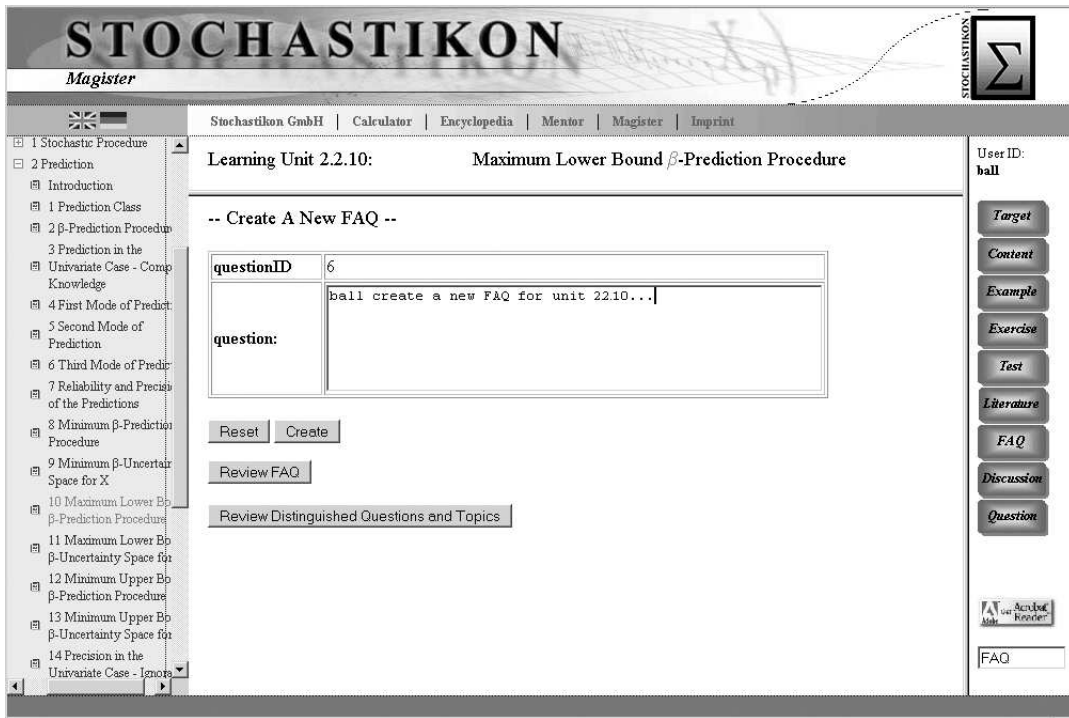 STOCHASTIKON
Magister
STOCHASTIKON
Σ
Stochastikon GmbH | Calculator | Encyclopedia | Mentor | Magister | Imprint
1 Stochastic Procedure
2 Prediction
Introduction
1 Prediction Class
2 β-Prediction Procedur
3 Prediction in the
Univariate Case - Comp
Knowledge
4 First Mode of Predict
5 Second Mode of
Prediction
6 Third Mode of Predic
7 Reliability and Precisi
of the Predictions
8 Minimum β-Prediction
Procedure
9 Minimum β-Uncertain
Space for X
10 Maximum Lower Bo
β-Prediction Procedure
11 Maximum Lower Bo
β-Uncertainty Space for
12 Minimum Upper Bo
β-Prediction Procedure
13 Minimum Upper Bo
β-Uncertainty Space for
14 Precision in the
Univariate Case - Ignora
Learning Unit 2.2.10: Maximum Lower Bound β-Prediction Procedure
-- Create A New FAQ --
questionID 6
question:
ball create a new FAQ for unit 22.10...
Reset Create
Review FAQ
Review Distinguished Questions and Topics
User ID:
ball
Target
Content
Example
Exercise
Test
Literature
FAQ
Discussion
Question
Adobe Get Acrobat
Reader
FAQ